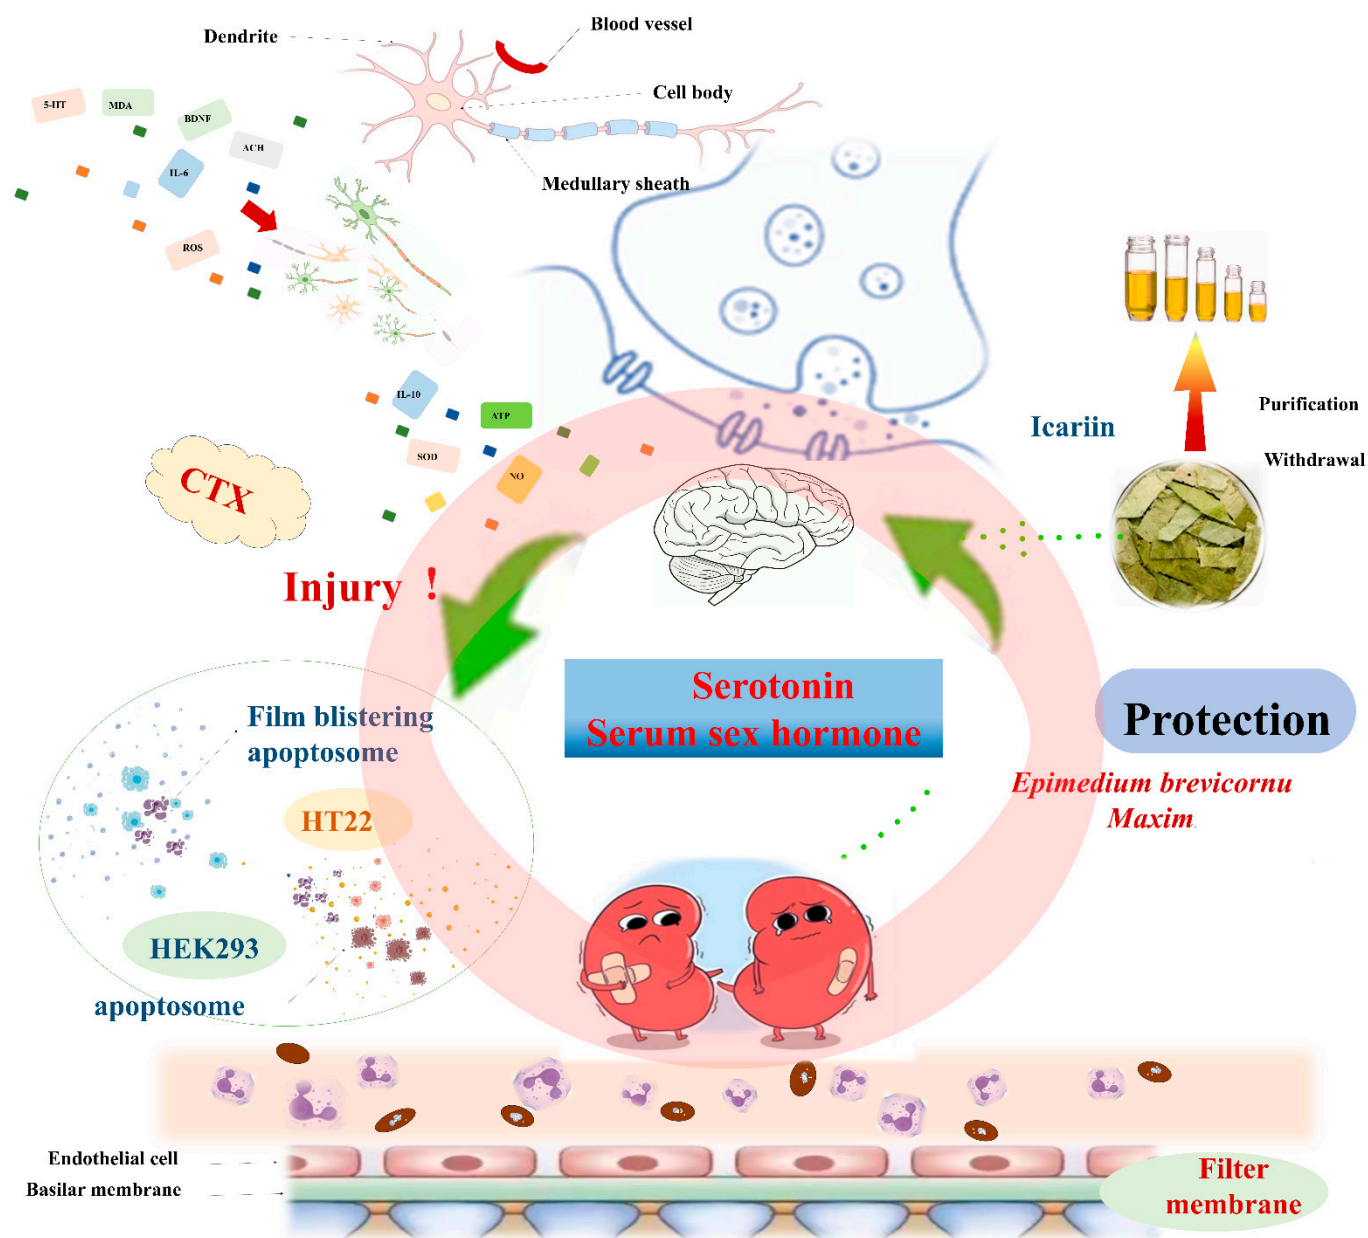 Blood vessel
Dendrite
Cell body
5-HT
MDA
BDNF
ACH
IL-6
Medullary sheath
ROS
IL-10
ATP
SOD
NO
CTX
Injury !
Icariin
Purification
Withdrawal
Serotonin
Serum sex hormone
Protection
Epimedium brevicornu
Maxim
Film blistering
apoptosome
HT22
HEK293
apoptosome
Endothelial cell
Basilar membrane
Filter
membrane